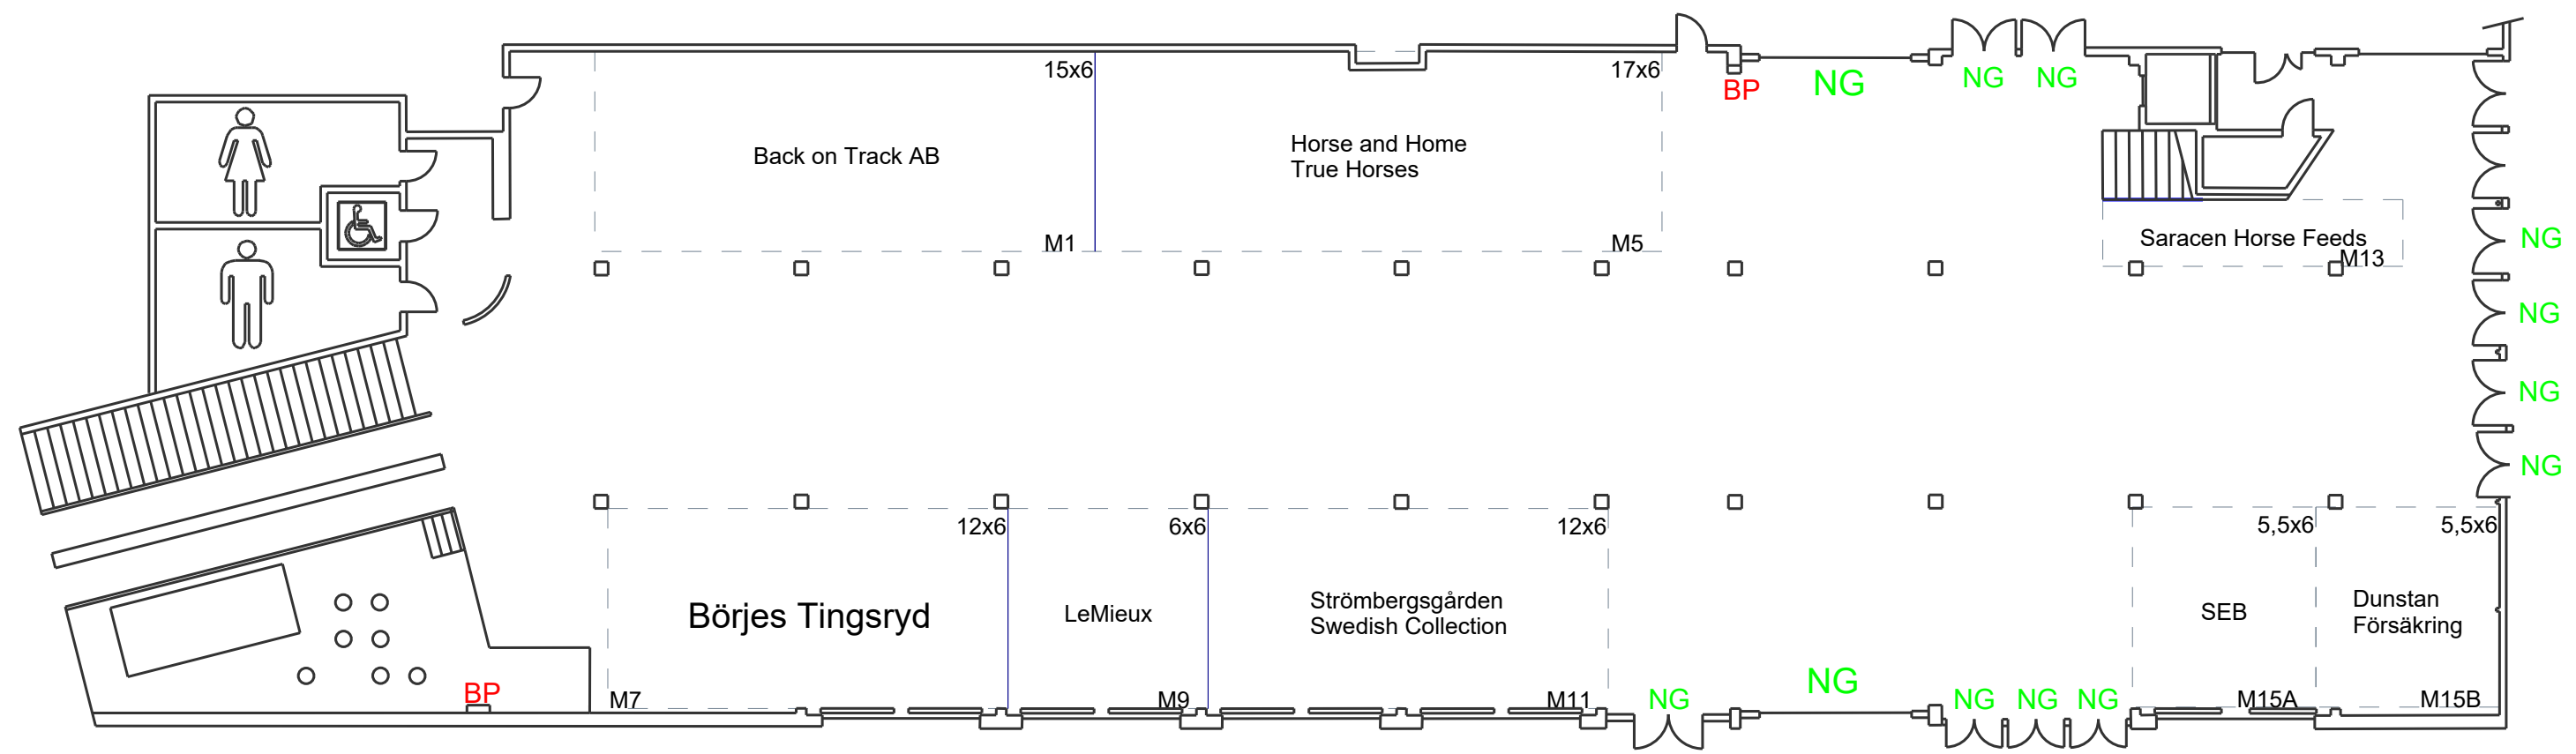 15x6
17x6
BP
NG
NG
NG
Back on Track AB
Horse and Home
True Horses
M1
M5
Saracen Horse Feeds
M13
NG
NG
NG
NG
12x6
6x6
12x6
5,5x6
5,5x6
Börjes Tingsryd
LeMieux
Strömbergsgården
Swedish Collection
SEB
Dunstan
Försäkring
BP
M7
M9
M11
NG
NG
NG
NG
NG
M15A
M15B